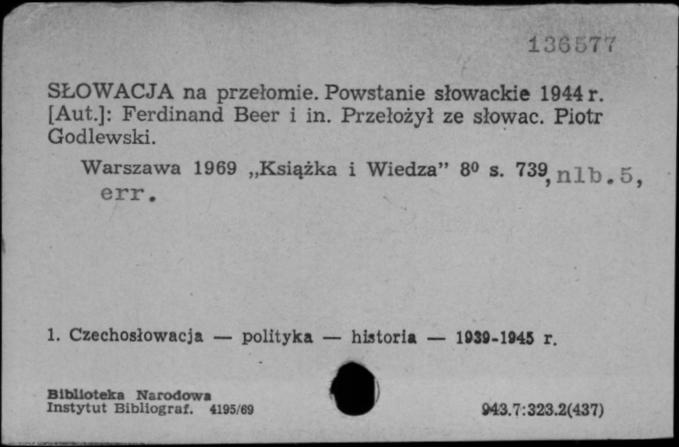 136577
SŁOWACJA na przełomie. Powstanie słowackie 1944 r.
[Aut.]: Ferdinand Beer i in. Przełożył ze słowac. Piotr
Godlewski.
Warszawa 1969 „Książka i Wiedza” 8⁰ s. 739, nlb. 5,
err.
1. Czechosłowacja — polityka — historia — 1939-1945 r.
Biblioteka Narodowa
Instytut Bibliograf. 4195/69
943.7:323.2(437)